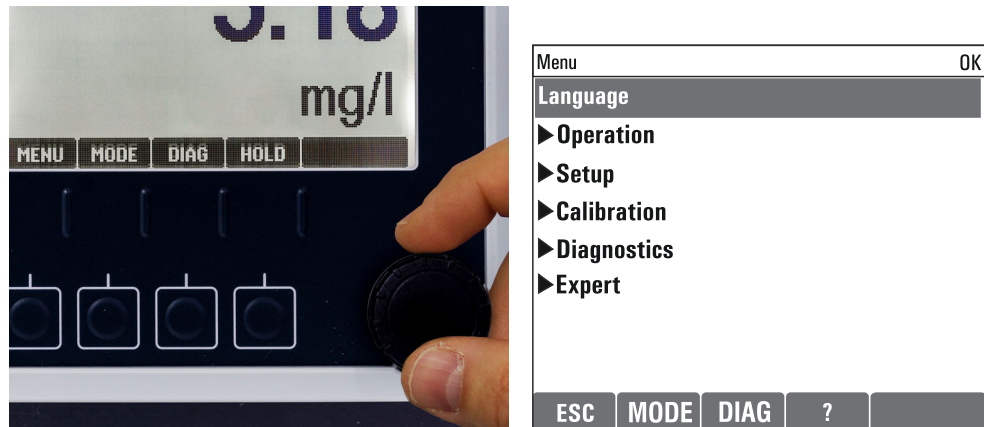 mg/l
MENU MODE DIAG HOLD
Menu OK
Language
▶Operation
▶Setup
▶Calibration
▶Diagnostics
▶Expert
ESC MODE DIAG ?